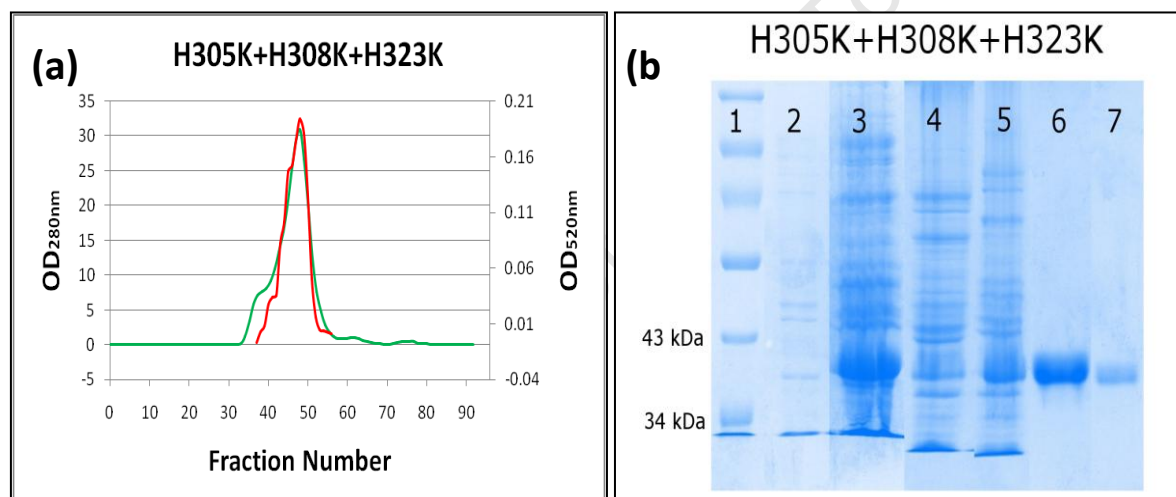 (a)
H305K+H308K+H323K
35
30
25
20
15
10
5
0
-5
0.21
0.16
0.11
0.06
0.01
-0.04
OD280nm
OD520nm
0 10 20 30 40 50 60 70 80 90
Fraction Number
(b)
H305K+H308K+H323K
1 2 3 4 5 6 7
43 kDa
34 kDa